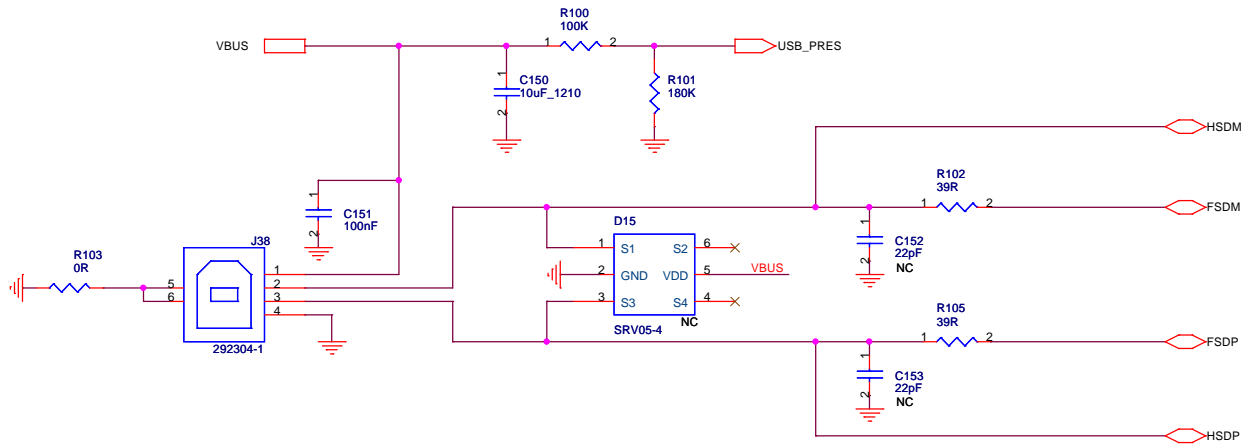 R100
100K
VBUS
1
2
USB_PRES
1
C150
10uF_1210
2
1
R101
180K
2
HSDM
R102
39R
1
2
FSDM
1
C151
100nF
2
D15
1
S1
S2
6
2
GND
VDD
5
VBUS
3
S3
S4
4
SRV05-4
NC
1
C152
22pF
2
NC
R103
0R
J38
5
6
1
2
3
4
292304-1
R105
39R
1
2
FSDP
1
C153
22pF
2
NC
HSDP